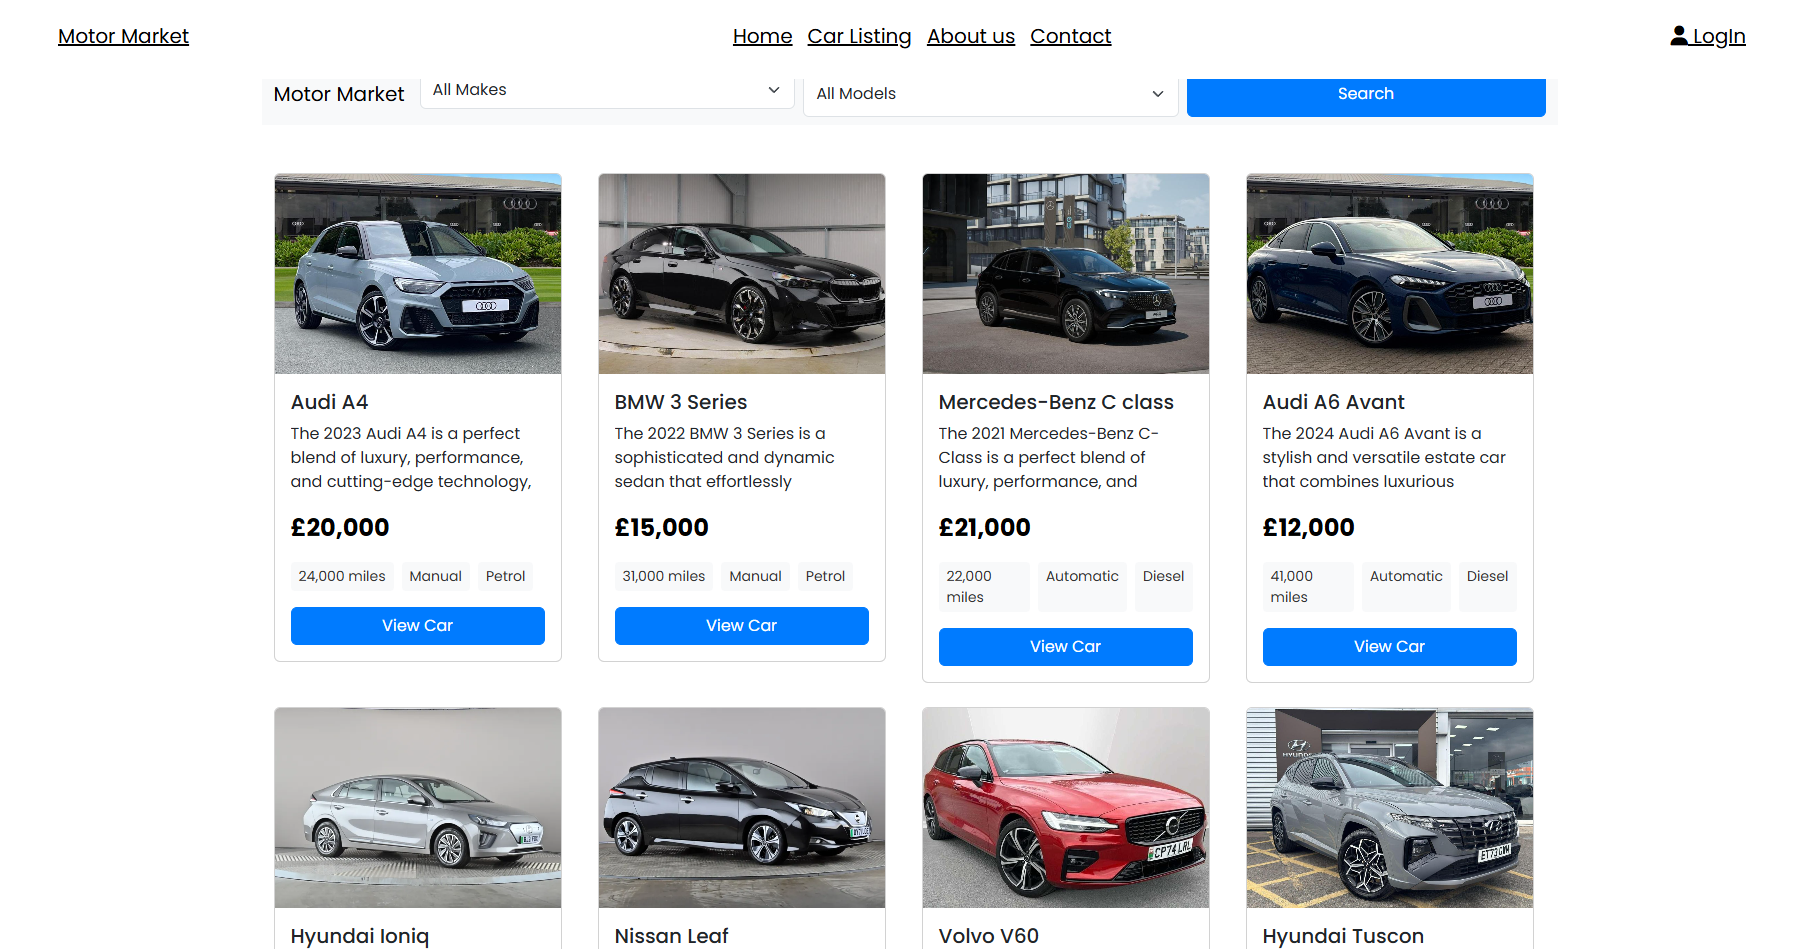 Motor Market
Home Car Listing About us Contact
LogIn
Motor Market
All Makes
All Models
Search
Audi A4
The 2023 Audi A4 is a perfect
blend of luxury, performance,
and cutting-edge technology,
£20,000
24,000 miles Manual Petrol
View Car
BMW 3 Series
The 2022 BMW 3 Series is a
sophisticated and dynamic
sedan that effortlessly
£15,000
31,000 miles Manual Petrol
View Car
Mercedes-Benz C class
The 2021 Mercedes-Benz C-
Class is a perfect blend of
luxury, performance, and
£21,000
22,000
miles
Automatic
Diesel
View Car
Audi A6 Avant
The 2024 Audi A6 Avant is a
stylish and versatile estate car
that combines luxurious
£12,000
41,000
miles
Automatic
Diesel
View Car
Hyundai Ioniq
Nissan Leaf
CP74 LRL
Volvo V60
Hyundai Tuscon